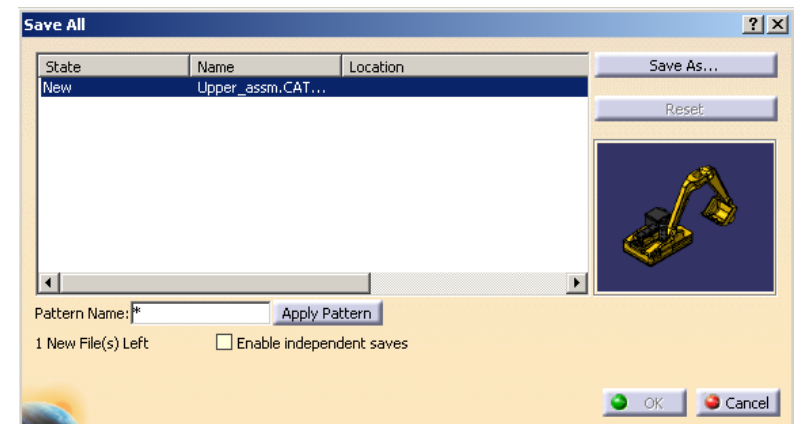 Save All
? X
State Name Location
New Upper_assm.CAT...
Save As...
Reset
Pattern Name: * Apply Pattern
1 New File(s) Left Enable independent saves
OK Cancel